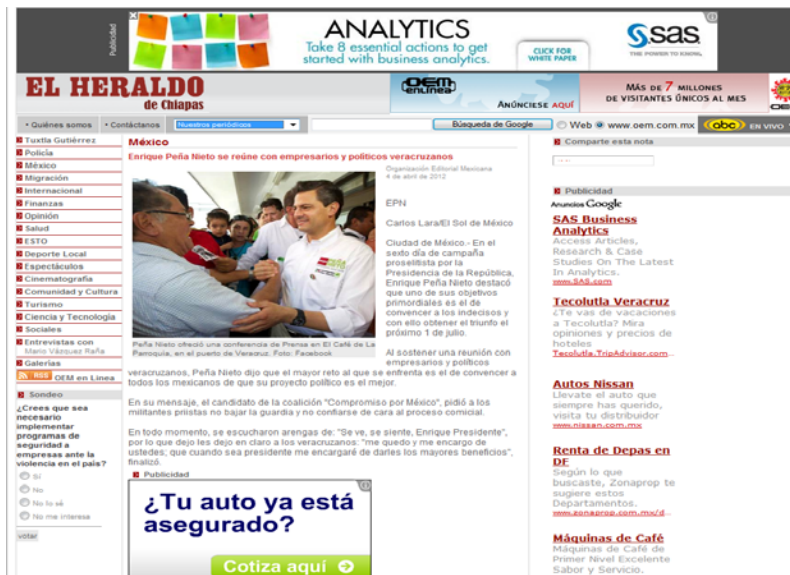 Publicidad
ANALYTICS
Take 8 essential actions to get
started with business analytics.
CLICK FOR
WHITE PAPER
sas
THE POWER TO KNOW.
EL HERALDO
de Chiapas
OEM
EN LINEA
ANÚNCIESE AQUÍ
MÁS DE 7 MILLONES
DE VISITANTES ÚNICOS AL MES
• Quiénes somos
• Contáctanos
Nuestros periódicos
Búsqueda de Google
Web
www.oem.com.mx
abc
EN VIVO
Tuxtla Gutiérrez
Policía
México
Migración
Internacional
Finanzas
Opinión
Salud
ESTO
Deporte Local
Espectáculos
Cinematografía
Comunidad y Cultura
Turismo
Ciencia y Tecnología
Sociales
Entrevistas con
Mario Vázquez Raña
Galerías
RSS OEM en Línea
Sondeo
¿Crees que sea
necesario
implementar
programas de
seguridad a
empresas ante la
violencia en el país?
Sí
No
No lo sé
No me interesa
votar
México
Enrique Peña Nieto se reúne con empresarios y políticos veracruzanos
Organización Editorial Mexicana
4 de abril de 2012
EPN
Carlos Lara/El Sol de México
Ciudad de México.- En el
sexto día de campaña
proselitista por la
Presidencia de la República,
Enrique Peña Nieto destacó
que uno de sus objetivos
primordiales es el de
convencer a los indecisos y
con ello obtener el triunfo el
próximo 1 de julio.
Peña Nieto ofreció una conferencia de Prensa en El Café de La
Parroquia, en el puerto de Veracruz. Foto: Facebook
Al sostener una reunión con
empresarios y políticos
veracruzanos, Peña Nieto dijo que el mayor reto al que se enfrenta es el de convencer a
todos los mexicanos de que su proyecto político es el mejor.
En su mensaje, el candidato de la coalición "Compromiso por México", pidió a los
militantes priistas no bajar la guardia y no confiarse de cara al proceso comicial.
En todo momento, se escucharon arengas de: "Se ve, se siente, Enrique Presidente",
por lo que dejo les dejo en claro a los veracruzanos: "me quedo y me encargo de
ustedes; que cuando sea presidente me encargaré de darles los mayores beneficios",
finalizó.
Publicidad
¿Tu auto ya está
asegurado?
Cotiza aquí
Comparte esta nota
Publicidad
Anuncios Google
SAS Business
Analytics
Access Articles,
Research & Case
Studies On The Latest
In Analytics.
www.SAS.com
Tecolutla Veracruz
¿Te vas de vacaciones
a Tecolutla? Mira
opiniones y precios de
hoteles
Tecolutla.TripAdvisor.com...
Autos Nissan
Llevate el auto que
siempre has querido,
visita tu distribuidor
www.nissan.com.mx
Renta de Depas en
DF
Según lo que
buscaste, Zonaprop te
sugiere estos
Departamentos.
www.zonaprop.com.mx/d...
Máquinas de Café
Máquinas de Café de
Primer Nivel Excelente
Sabor y Servicio.